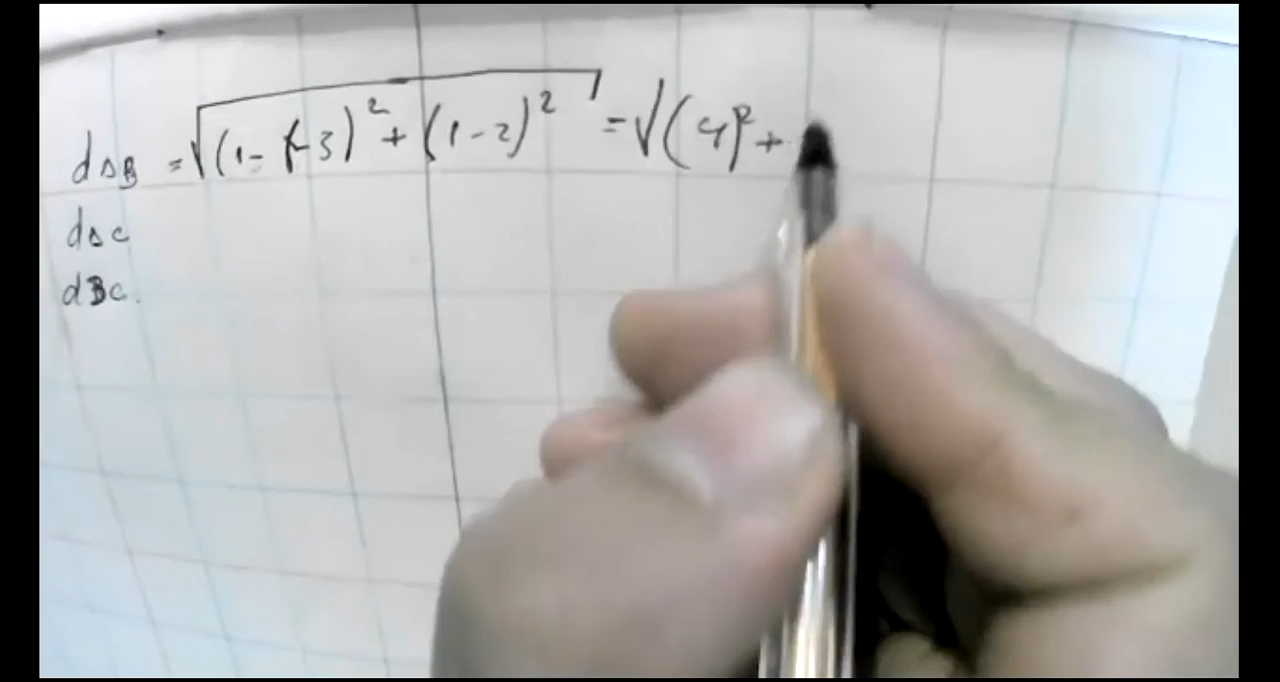 dAB = √(1-(-3)² + (1-2)² = √(4)² +
dAC
dBC.